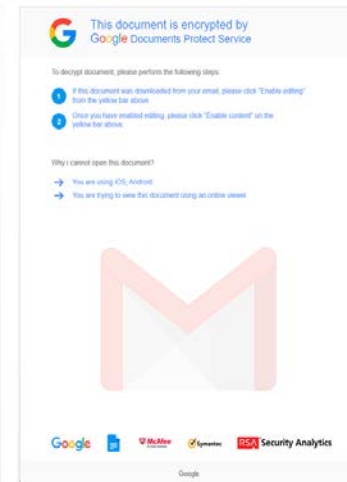 This document is encrypted by
Google Documents Protect Service
To decrypt document, please perform the following steps:
1 If this document was downloaded from your email, please click "Enable editing"
from the yellow bar above
2 Once you have enabled editing, please click "Enable content" on the
yellow bar above
Why I cannot open this document?
You are using iOS, Android
You are trying to view this document using an online viewer
Google McAfee Symantec RSA Security Analytics
Google